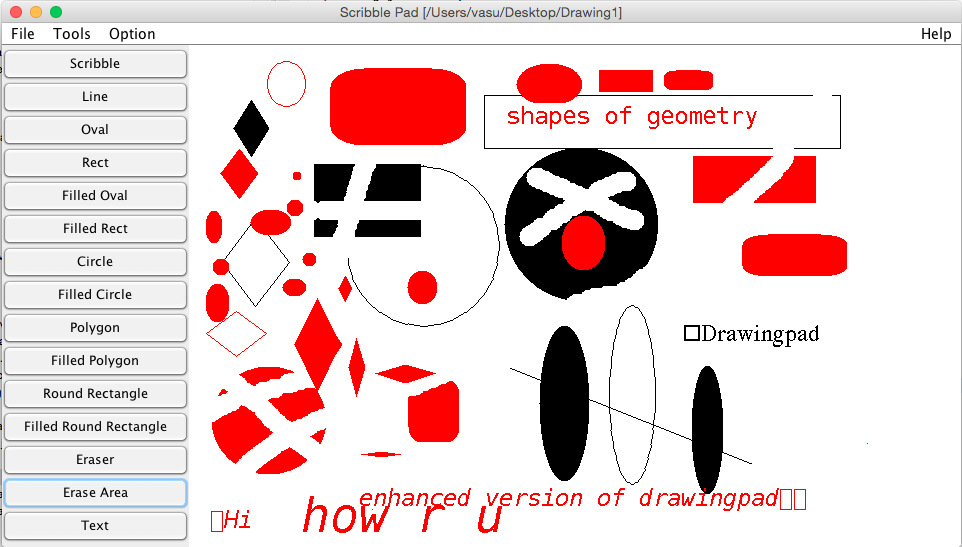 Scribble Pad [/Users/vasu/Desktop/Drawing1]
File Tools Option Help
Scribble
Line
Oval
Rect
Filled Oval
Filled Rect
Circle
Filled Circle
Polygon
Filled Polygon
Round Rectangle
Filled Round Rectangle
Eraser
Erase Area
Text
shapes of geometry
□Drawingpad
enhanced version of drawingpad□□
□Hi
how r u